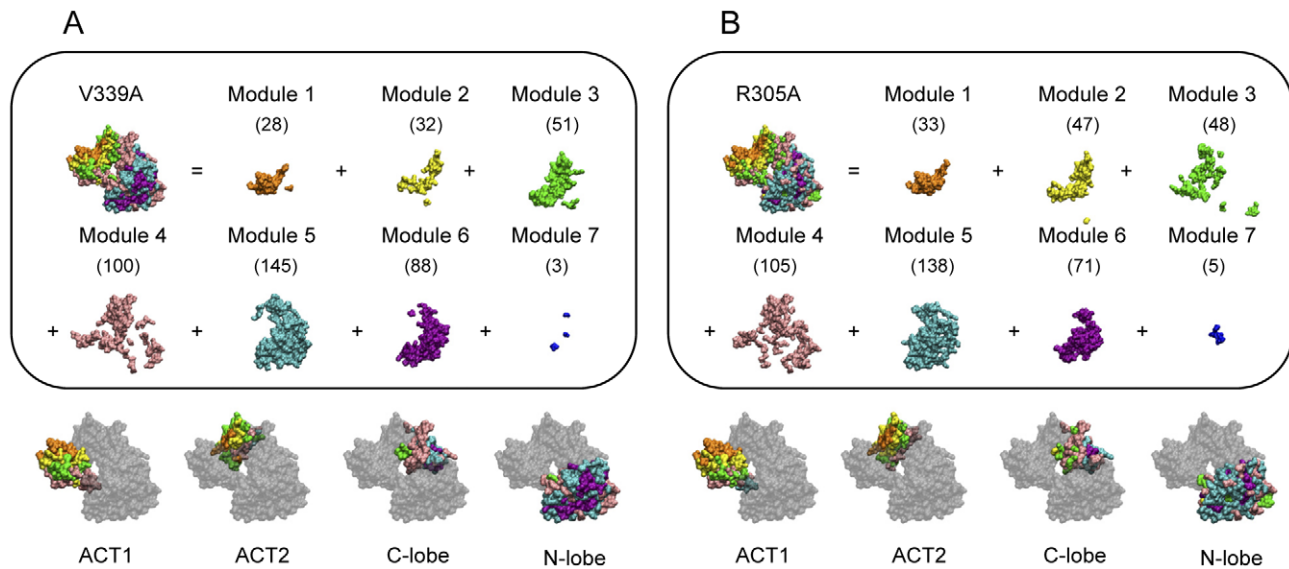 A
V339A Module 1 Module 2 Module 3
(28) (32) (51)
= + +
Module 4 Module 5 Module 6 Module 7
(100) (145) (88) (3)
+ + + +
ACT1 ACT2 C-lobe N-lobe
B
R305A Module 1 Module 2 Module 3
(33) (47) (48)
= + +
Module 4 Module 5 Module 6 Module 7
(105) (138) (71) (5)
+ + + +
ACT1 ACT2 C-lobe N-lobe